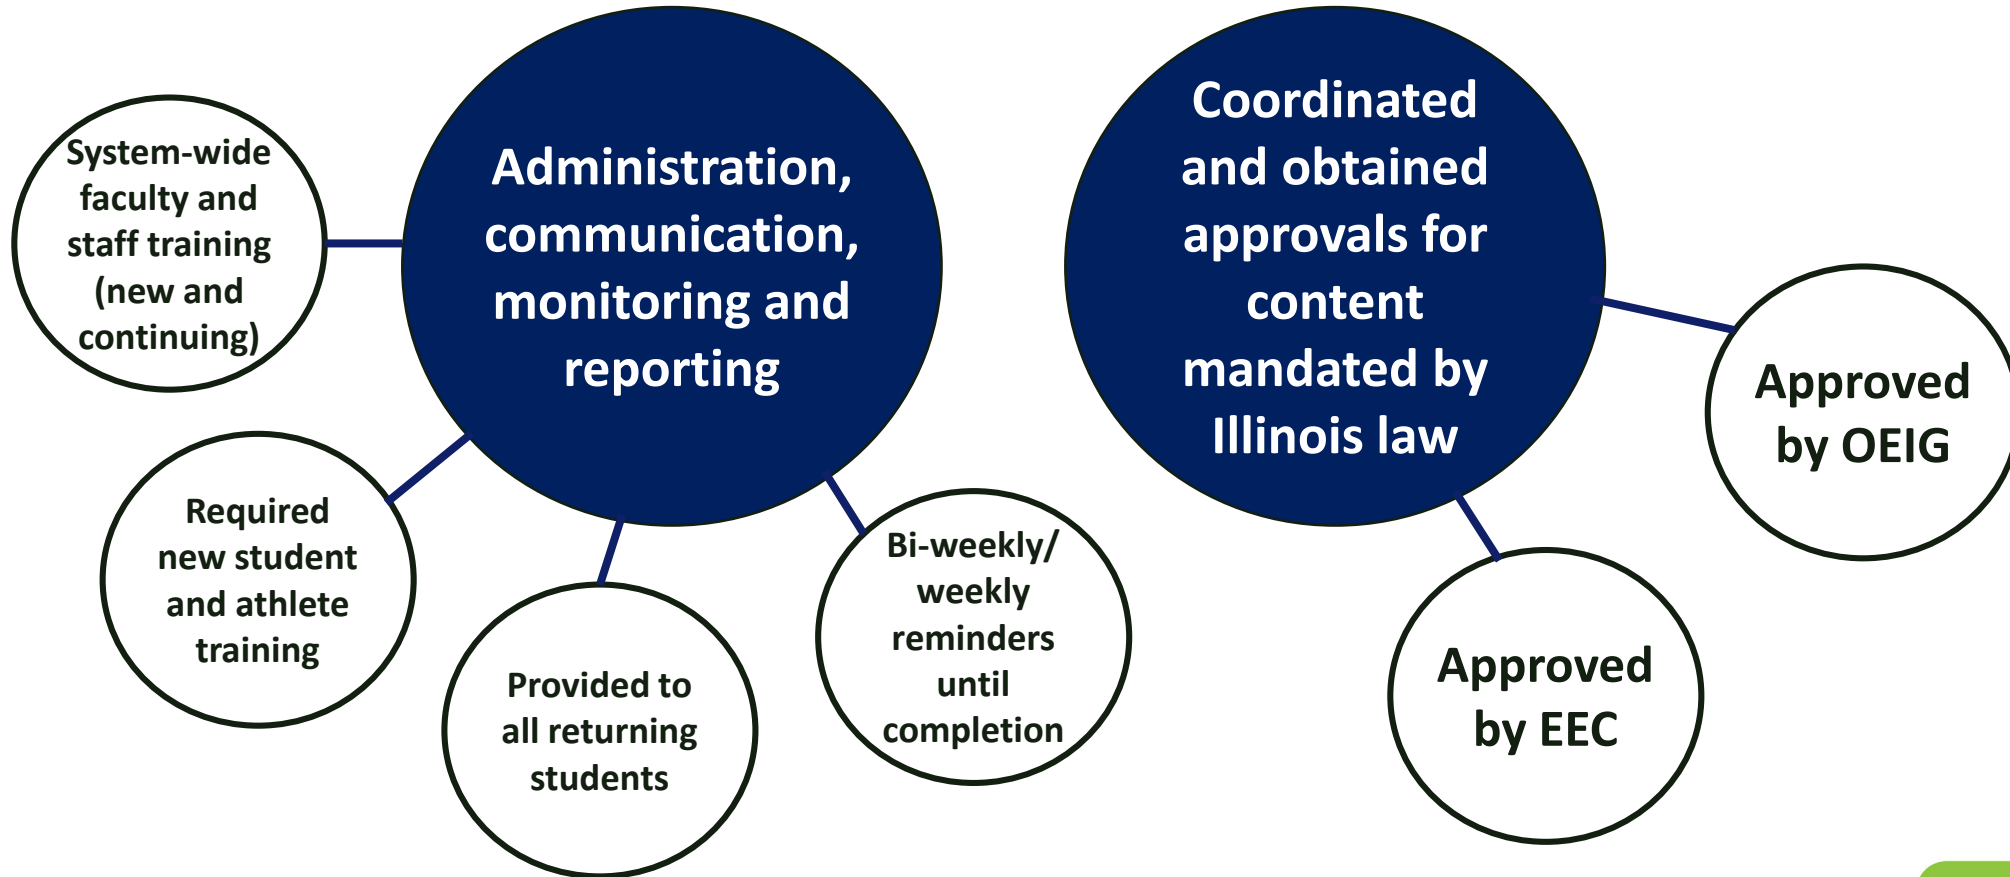 System-wide
faculty and
staff training
(new and
continuing)
Administration,
communication,
monitoring and
reporting
Required
new student
and athlete
training
Provided to
all returning
students
Bi-weekly/
weekly
reminders
until
completion
Coordinated
and obtained
approvals for
content
mandated by
Illinois law
Approved
by OEIG
Approved
by EEC